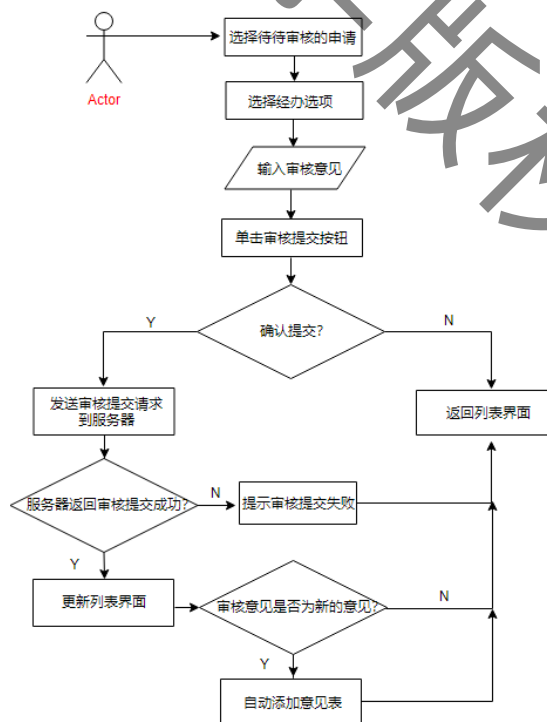 选择待待审核的申请
Actor
选择经办选项
输入审核意见
单击审核提交按钮
确认提交?
Y
N
发送审核提交请求
到服务器
返回列表界面
服务器返回审核提交成功?
N
提示审核提交失败
Y
更新列表界面
审核意见是否为新的意见?
N
Y
自动添加意见表
版